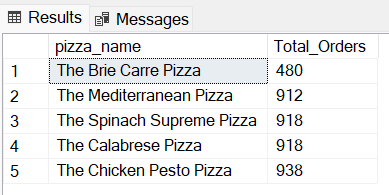 Results Messages
pizza_name Total_Orders
1 The Brie Carre Pizza 480
2 The Mediterranean Pizza 912
3 The Spinach Supreme Pizza 918
4 The Calabrese Pizza 918
5 The Chicken Pesto Pizza 938